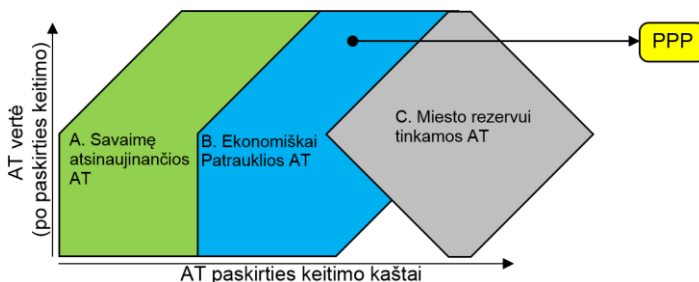 PPP
AT vertė
(po paskirties keitimo)
A. Savaimę
atsinaujinančios
AT
B. Ekonomiškai
Patrauklios AT
C. Miesto rezervui
tinkamos AT
AT paskirties keitimo kaštai